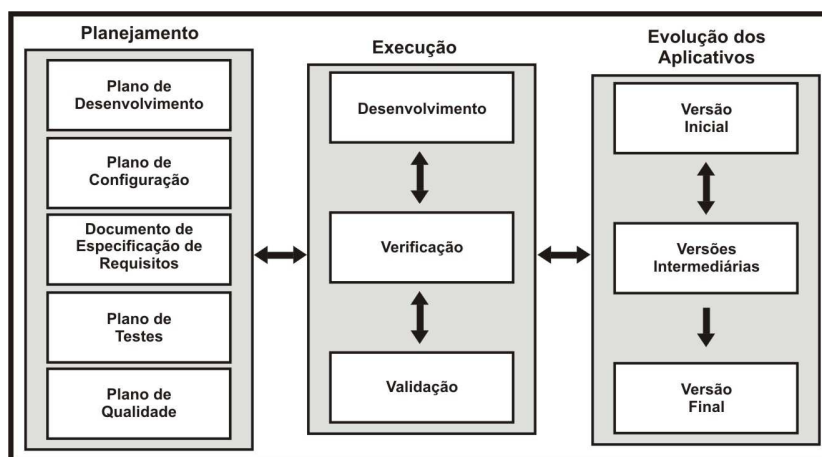 Planejamento
Plano de
Desenvolvimento
Plano de
Configuração
Documento de
Especificação de
Requisitos
Plano de
Testes
Plano de
Qualidade
Execução
Desenvolvimento
Verificação
Validação
Evolução dos
Aplicativos
Versão
Inicial
Versões
Intermediárias
Versão
Final